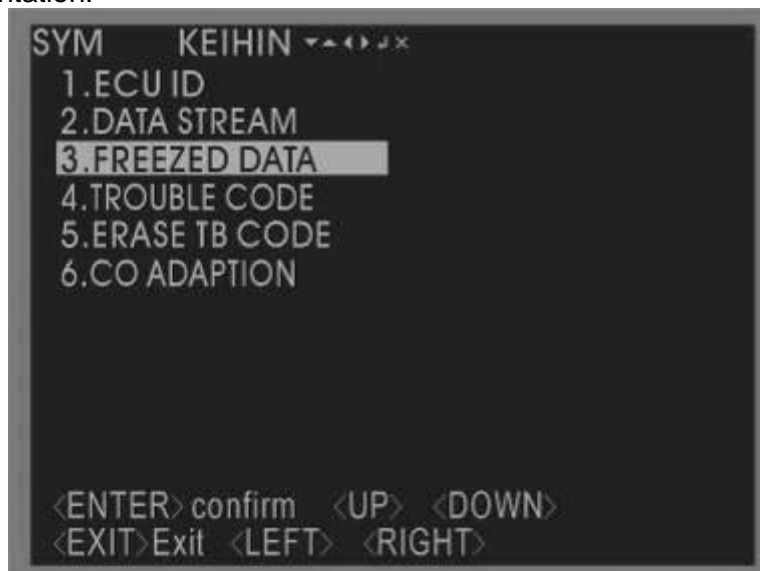 ntation.
SYM KEIHIN ▼▲◀▶↲×
1.ECU ID
2.DATA STREAM
3.FREEZED DATA
4.TROUBLE CODE
5.ERASE TB CODE
6.CO ADAPTION
<ENTER> confirm <UP> <DOWN>
<EXIT>Exit <LEFT> <RIGHT>